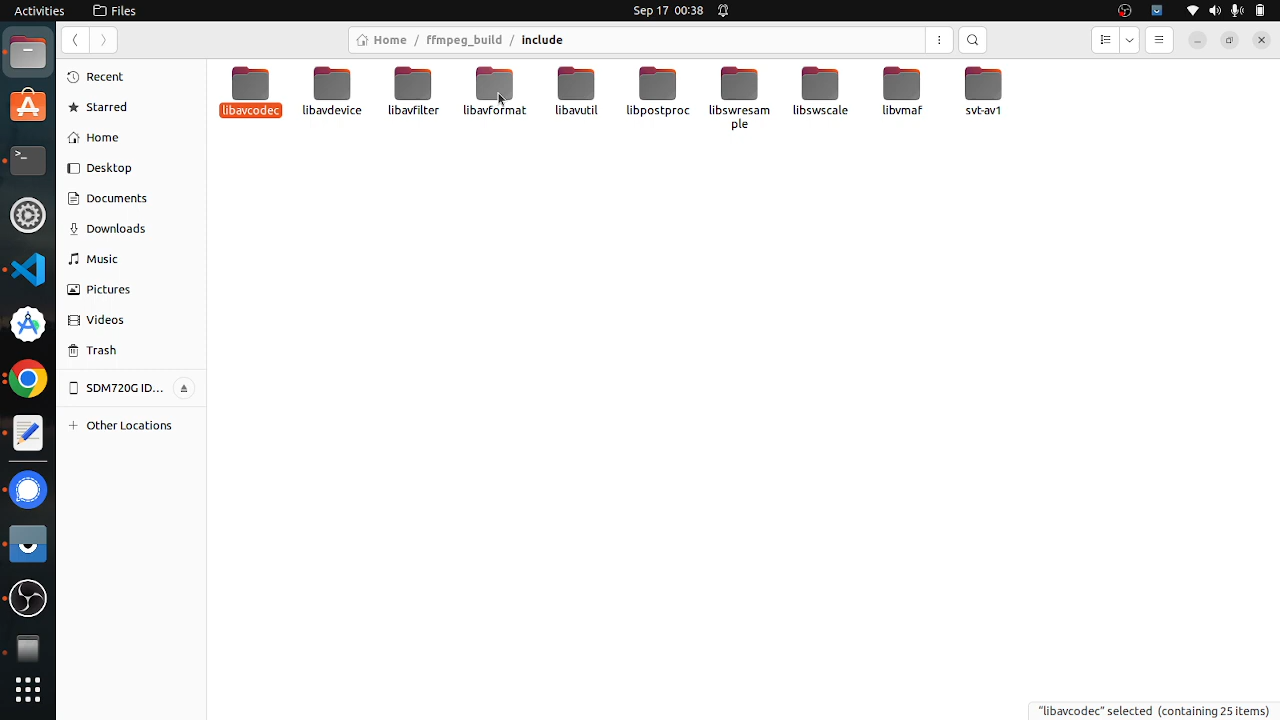 Activities Files Sep 17 00:38
Home / ffmpeg_build / include
Recent
Starred
Home
Desktop
Documents
Downloads
Music
Pictures
Videos
Trash
SDM720G ID...
Other Locations
libavcodec libavdevice libavfilter libavformat libavutil libpostproc libswresam libswscale libvmaf svt-av1
ple
"libavcodec" selected (containing 25 items)